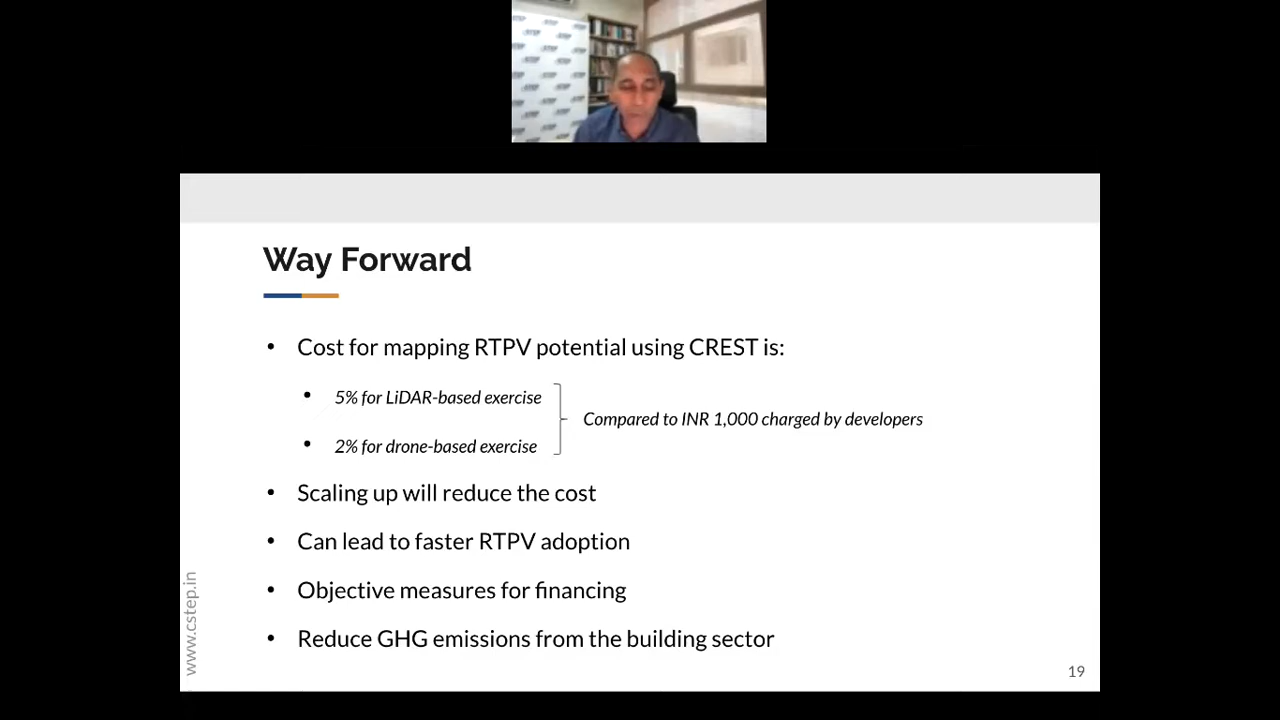 Way Forward
• Cost for mapping RTPV potential using CREST is:
• 5% for LiDAR-based exercise
• 2% for drone-based exercise
Compared to INR 1,000 charged by developers
• Scaling up will reduce the cost
• Can lead to faster RTPV adoption
• Objective measures for financing
• Reduce GHG emissions from the building sector
www.cstep.in
19